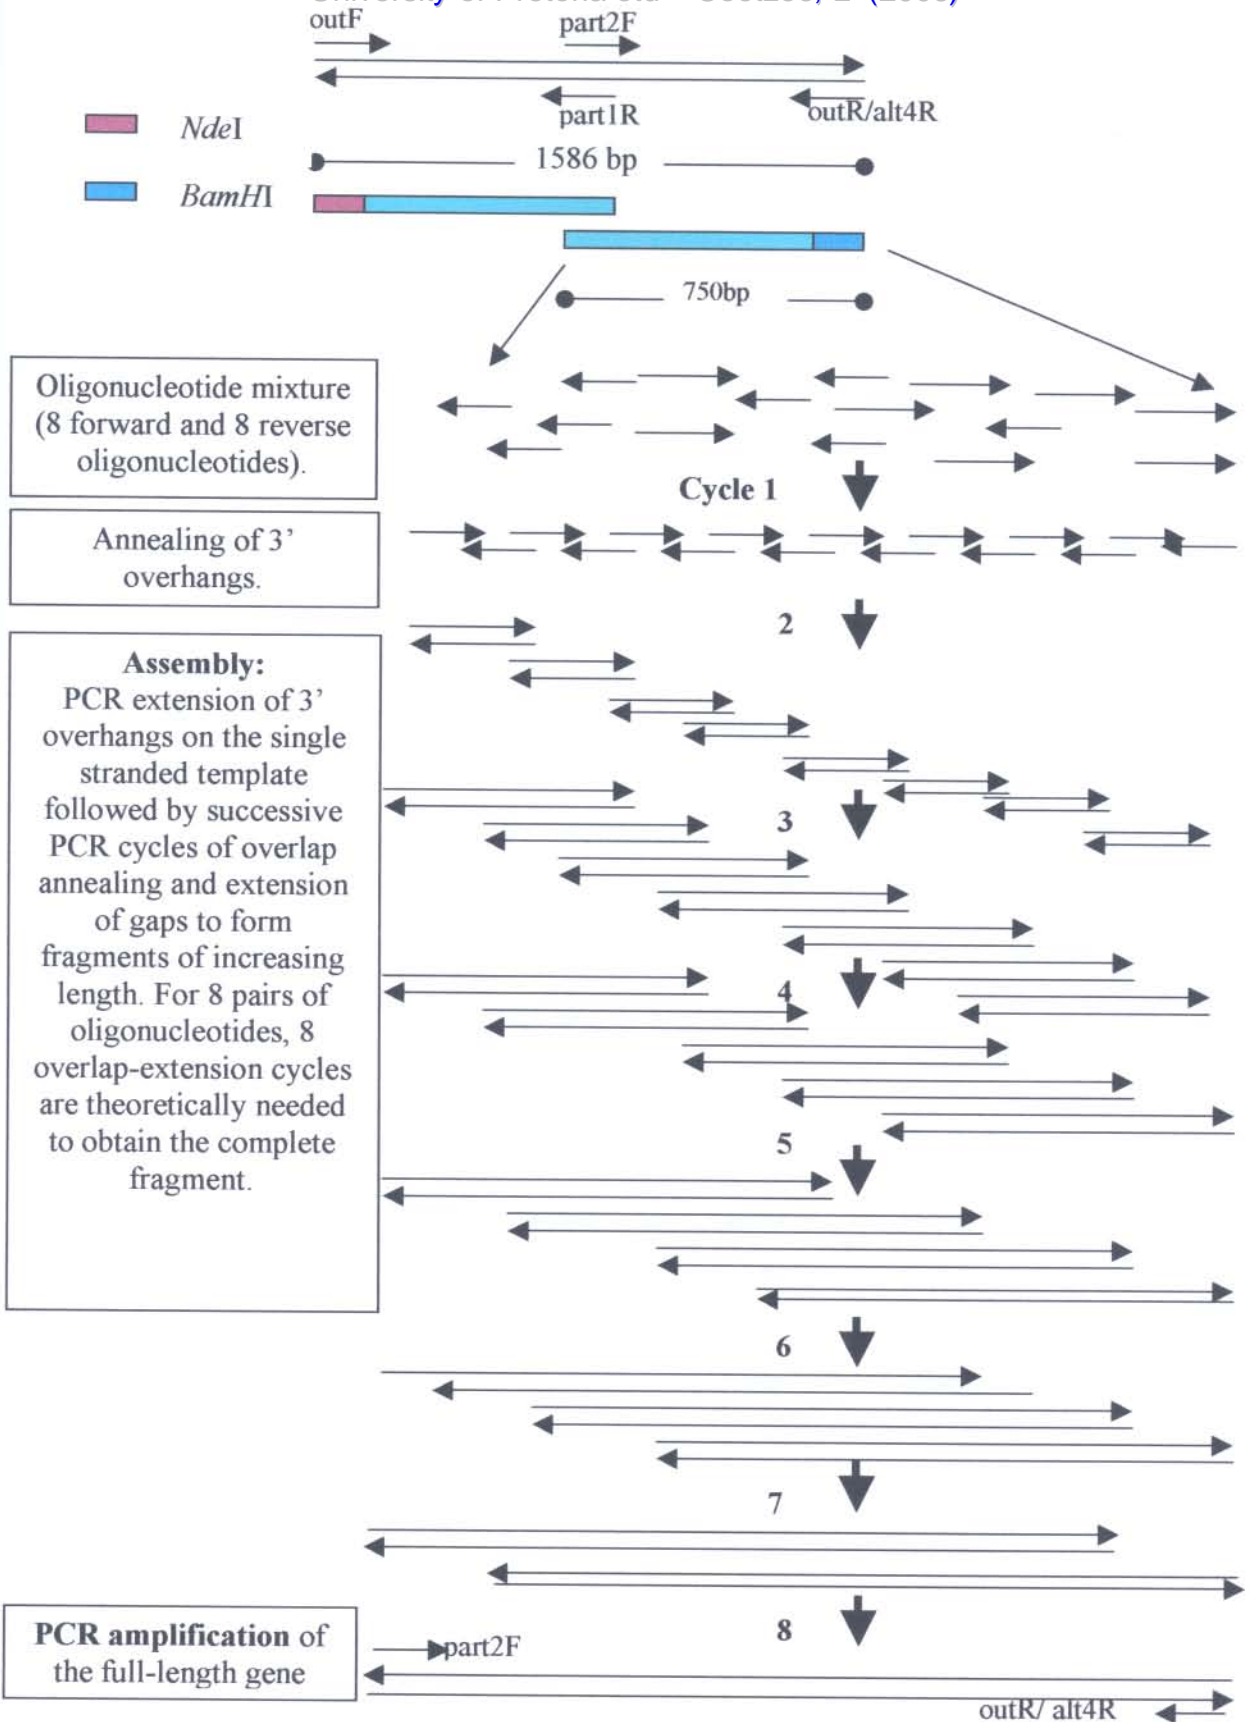 outF
part2F
part1R
outR/alt4R
NdeI
1586 bp
BamHI
750bp
Oligonucleotide mixture
(8 forward and 8 reverse
oligonucleotides).
Cycle 1
Annealing of 3’
overhangs.
2
Assembly:
PCR extension of 3’
overhangs on the single
stranded template
followed by successive
PCR cycles of overlap
annealing and extension
of gaps to form
fragments of increasing
length. For 8 pairs of
oligonucleotides, 8
overlap-extension cycles
are theoretically needed
to obtain the complete
fragment.
3
4
5
6
7
8
PCR amplification of
the full-length gene
part2F
outR/ alt4R